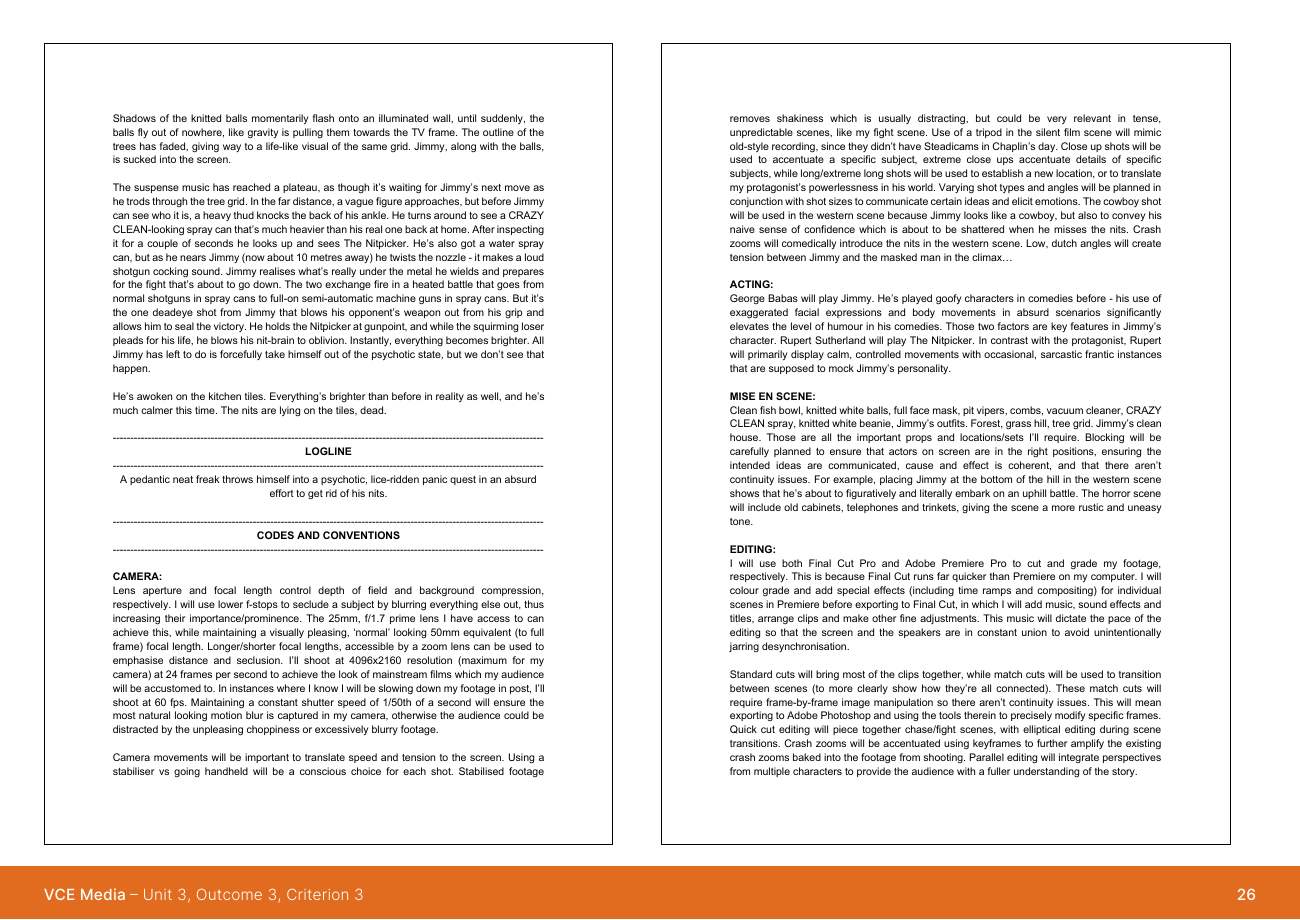 Shadows of the knitted balls momentarily flash onto an illuminated wall, until suddenly, the
balls fly out of nowhere, like gravity is pulling them towards the TV frame. The outline of the
trees has faded, giving way to a life-like visual of the same grid. Jimmy, along with the balls,
is sucked into the screen.
The suspense music has reached a plateau, as though it's waiting for Jimmy's next move as
he trods through the tree grid. In the far distance, a vague figure approaches, but before Jimmy
can see who it is, a heavy thud knocks the back of his ankle. He turns around to see a CRAZY
CLEAN-looking spray can that's much heavier than his real one back at home. After inspecting
it for a couple of seconds he looks up and sees The Nitpicker. He's also got a water spray
can, but as he nears Jimmy (now about 10 metres away) he twists the nozzle - it makes a loud
shotgun cocking sound. Jimmy realises what's really under the metal he wields and prepares
for the fight that's about to go down. The two exchange fire in a heated battle that goes from
normal shotguns in spray cans to full-on semi-automatic machine guns in spray cans. But it's
the one deadeye shot from Jimmy that blows his opponent's weapon out from his grip and
allows him to seal the victory. He holds the Nitpicker at gunpoint, and while the squirming loser
pleads for his life, he blows his nit-brain to oblivion. Instantly, everything becomes brighter. All
Jimmy has left to do is forcefully take himself out of the psychotic state, but we don't see that
happen.
He's awoken on the kitchen tiles. Everything's brighter than before in reality as well, and he's
much calmer this time. The nits are lying on the tiles, dead.
LOGLINE
A pedantic neat freak throws himself into a psychotic, lice-ridden panic quest in an absurd
effort to get rid of his nits.
CODES AND CONVENTIONS
CAMERA:
Lens aperture and focal length control depth of field and background compression,
respectively. I will use lower f-stops to seclude a subject by blurring everything else out, thus
increasing their importance/prominence. The 25mm, f/1.7 prime lens I have access to can
achieve this, while maintaining a visually pleasing, 'normal' looking 50mm equivalent (to full
frame) focal length. Longer/shorter focal lengths, accessible by a zoom lens can be used to
emphasise distance and seclusion. I'll shoot at 4096x2160 resolution (maximum for my
camera) at 24 frames per second to achieve the look of mainstream films which my audience
will be accustomed to. In instances where I know I will be slowing down my footage in post, I'll
shoot at 60 fps. Maintaining a constant shutter speed of 1/50th of a second will ensure the
most natural looking motion blur is captured in my camera, otherwise the audience could be
distracted by the unpleasing choppiness or excessively blurry footage.
Camera movements will be important to translate speed and tension to the screen. Using a
stabiliser vs going handheld will be a conscious choice for each shot. Stabilised footage
removes shakiness which is usually distracting, but could be very relevant in tense,
unpredictable scenes, like my fight scene. Use of a tripod in the silent film scene will mimic
old-style recording, since they didn't have Steadicams in Chaplin's day. Close up shots will be
used to accentuate a specific subject, extreme close ups accentuate details of specific
subjects, while long/extreme long shots will be used to establish a new location, or to translate
my protagonist's powerlessness in his world. Varying shot types and angles will be planned in
conjunction with shot sizes to communicate certain ideas and elicit emotions. The cowboy shot
will be used in the western scene because Jimmy looks like a cowboy, but also to convey his
naive sense of confidence which is about to be shattered when he misses the nits. Crash
zooms will comedically introduce the nits in the western scene. Low, dutch angles will create
tension between Jimmy and the masked man in the climax…
ACTING:
George Babas will play Jimmy. He's played goofy characters in comedies before - his use of
exaggerated facial expressions and body movements in absurd scenarios significantly
elevates the level of humour in his comedies. Those two factors are key features in Jimmy's
character. Rupert Sutherland will play The Nitpicker. In contrast with the protagonist, Rupert
will primarily display calm, controlled movements with occasional, sarcastic frantic instances
that are supposed to mock Jimmy's personality.
MISE EN SCENE:
Clean fish bowl, knitted white balls, full face mask, pit vipers, combs, vacuum cleaner, CRAZY
CLEAN spray, knitted white beanie, Jimmy's outfits. Forest, grass hill, tree grid. Jimmy's clean
house. Those are all the important props and locations/sets I'll require. Blocking will be
carefully planned to ensure that actors on screen are in the right positions, ensuring the
intended ideas are communicated, cause and effect is coherent, and that there aren't
continuity issues. For example, placing Jimmy at the bottom of the hill in the western scene
shows that he's about to figuratively and literally embark on an uphill battle. The horror scene
will include old cabinets, telephones and trinkets, giving the scene a more rustic and uneasy
tone.
EDITING:
I will use both Final Cut Pro and Adobe Premiere Pro to cut and grade my footage,
respectively. This is because Final Cut runs far quicker than Premiere on my computer. I will
colour grade and add special effects (including time ramps and compositing) for individual
scenes in Premiere before exporting to Final Cut, in which I will add music, sound effects and
titles, arrange clips and make other fine adjustments. This music will dictate the pace of the
editing so that the screen and the speakers are in constant union to avoid unintentionally
jarring desynchronisation.
Standard cuts will bring most of the clips together, while match cuts will be used to transition
between scenes (to more clearly show how they're all connected). These match cuts will
require frame-by-frame image manipulation so there aren't continuity issues. This will mean
exporting to Adobe Photoshop and using the tools therein to precisely modify specific frames.
Quick cut editing will piece together chase/fight scenes, with elliptical editing during scene
transitions. Crash zooms will be accentuated using keyframes to further amplify the existing
crash zooms baked into the footage from shooting. Parallel editing will integrate perspectives
from multiple characters to provide the audience with a fuller understanding of the story.
VCE Media – Unit 3, Outcome 3, Criterion 3
26